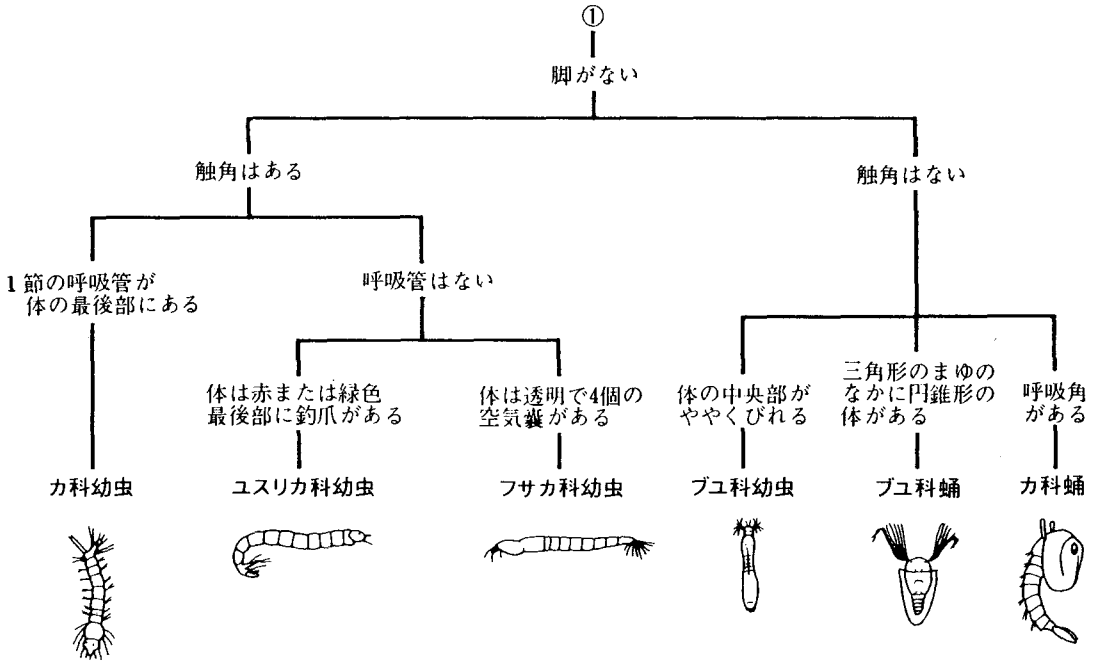 ①
脚がない
触角はある
触角はない
1節の呼吸管が
体の最後部にある
呼吸管はない
体は赤または緑色
最後部に釣爪がある
体は透明で4個の
空気嚢がある
体の中央部が
ややくびれる
三角形のまゆの
なかに円錐形の
体がある
呼吸角
がある
カ科幼虫
ユスリカ科幼虫
フサカ科幼虫
ブユ科幼虫
ブユ科蛹
カ科蛹